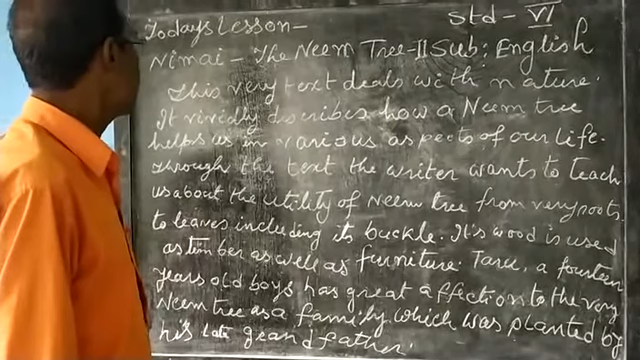 Todays Lesson- Std - VI
Nimai - The Neem Tree-II Sub: English
This very text deals with nature.
It vividly describes how a Neem tree
helps us in various aspects of our life.
Through the text the writer wants to teach
us about the utility of Neem tree from very roots.
to leaves including its buckle. It's wood is used
as timber as well as furniture. Taru, a fourteen
years old boys has great affection to the very
Neem tree as a family which was planted by
his late grandfather.